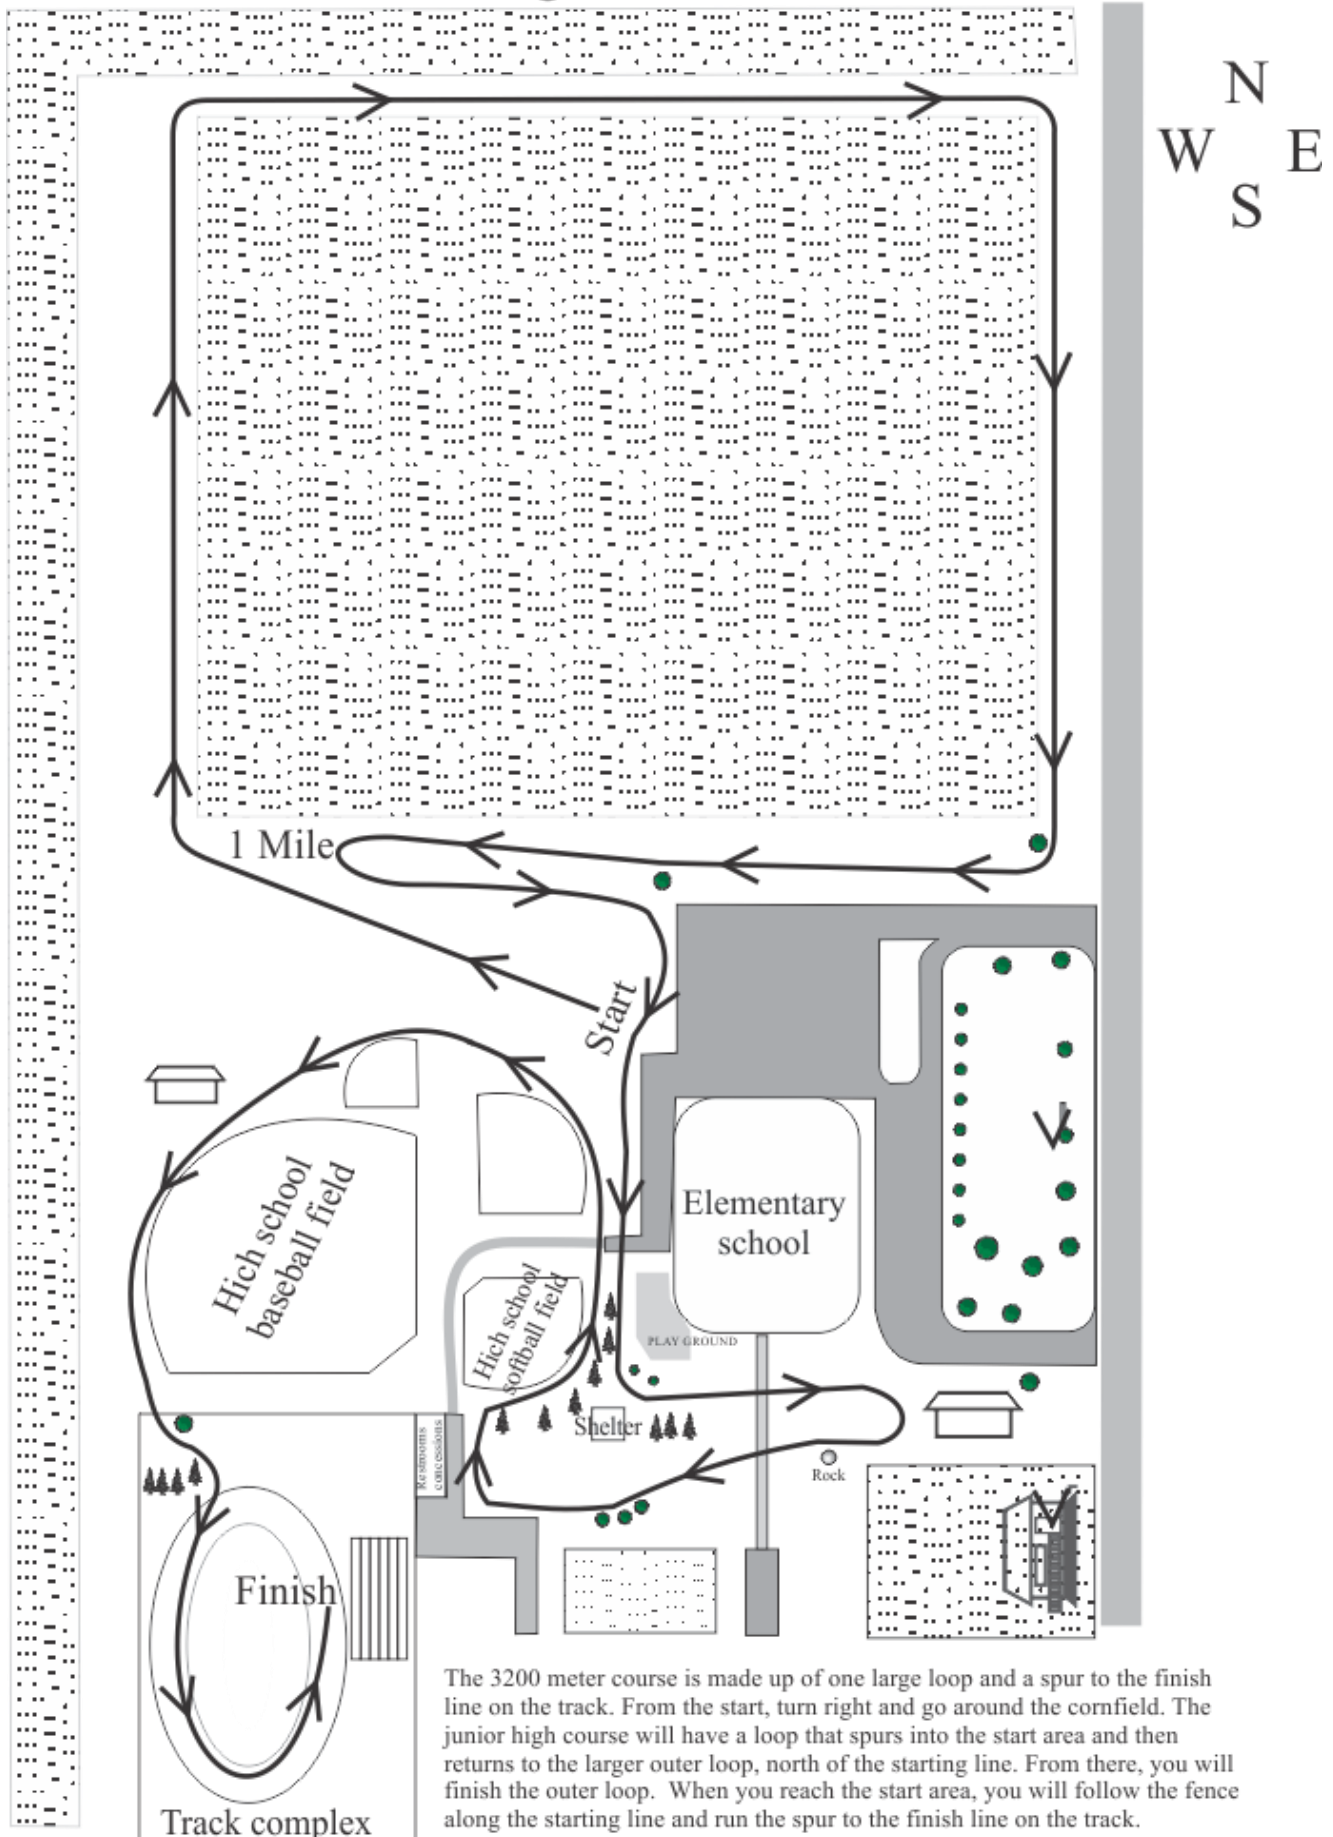 N
W E
S
1 Mile
Start
Hich school
baseball field
Hich school
softball field
Elementary
school
PLAY GROUND
Shelter
Restrooms
concessions
Rock
Finish
Track complex
The 3200 meter course is made up of one large loop and a spur to the finish
line on the track. From the start, turn right and go around the cornfield. The
junior high course will have a loop that spurs into the start area and then
returns to the larger outer loop, north of the starting line. From there, you will
finish the outer loop. When you reach the start area, you will follow the fence
along the starting line and run the spur to the finish line on the track.